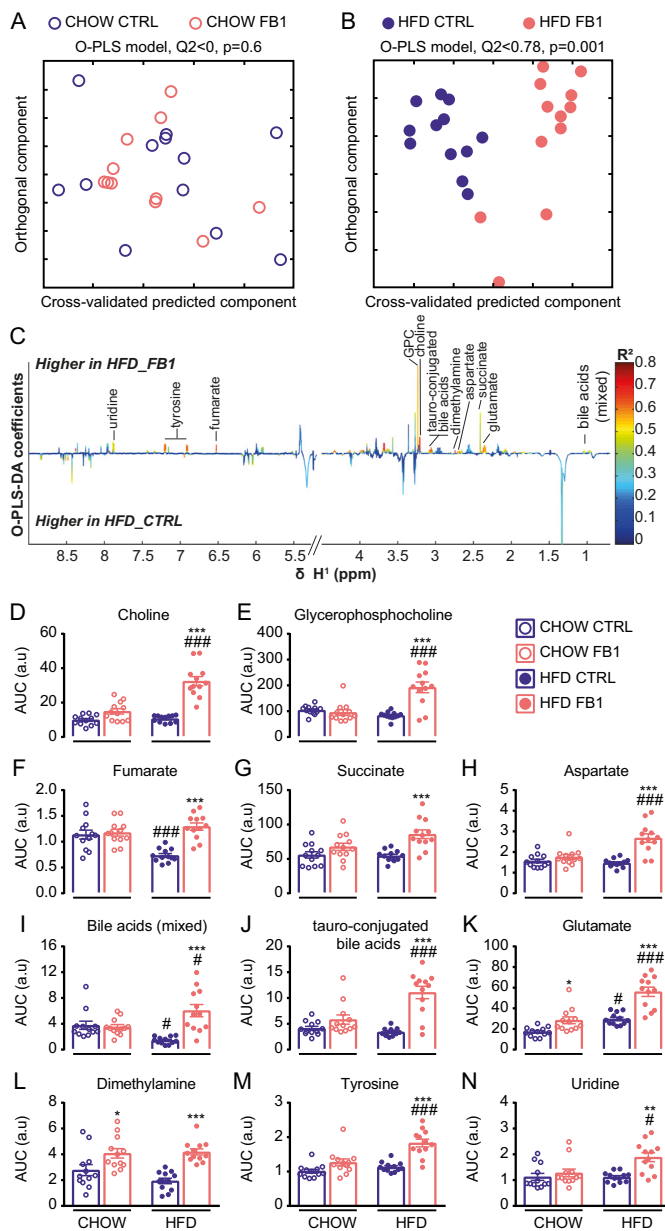 A
CHOW CTRL CHOW FB1
O-PLS model, Q2<0, p=0.6
Orthogonal component
Cross-validated predicted component
B
HFD CTRL HFD FB1
O-PLS model, Q2<0.78, p=0.001
Orthogonal component
Cross-validated predicted component
C
Higher in HFD_FB1
Higher in HFD_CTRL
O-PLS-DA coefficients
uridine
tyrosine
fumarate
GPC
choline
tauro-conjugated
bile acids
dimethylamine
aspartate
succinate
glutamate
bile acids
(mixed)
R²
0.8
0.7
0.6
0.5
0.4
0.3
0.2
0.1
0
8.5 8 7.5 7 6.5 6 5.5 4 3.5 3 2.5 2 1.5 1
δ H¹ (ppm)
D
Choline
AUC (a.u)
60
40
20
0
***
###
E
Glycerophosphocholine
AUC (a.u)
400
300
200
100
0
***
###
CHOW CTRL
CHOW FB1
HFD CTRL
HFD FB1
F
Fumarate
AUC (a.u)
2.0
1.5
1.0
0.5
0.0
###
***
G
Succinate
AUC (a.u)
150
100
50
0
***
H
Aspartate
AUC (a.u)
5
4
3
2
1
0
***
###
I
Bile acids (mixed)
AUC (a.u)
16
12
8
4
0
#
***
#
J
tauro-conjugated
bile acids
AUC (a.u)
20
15
10
5
0
***
###
K
Glutamate
AUC (a.u)
100
80
60
40
20
0
*
#
***
###
L
Dimethylamine
AUC (a.u)
8
6
4
2
0
*
***
CHOW HFD
M
Tyrosine
AUC (a.u)
3
2
1
0
***
###
CHOW HFD
N
Uridine
AUC (a.u)
4
3
2
1
0
**
#
CHOW HFD